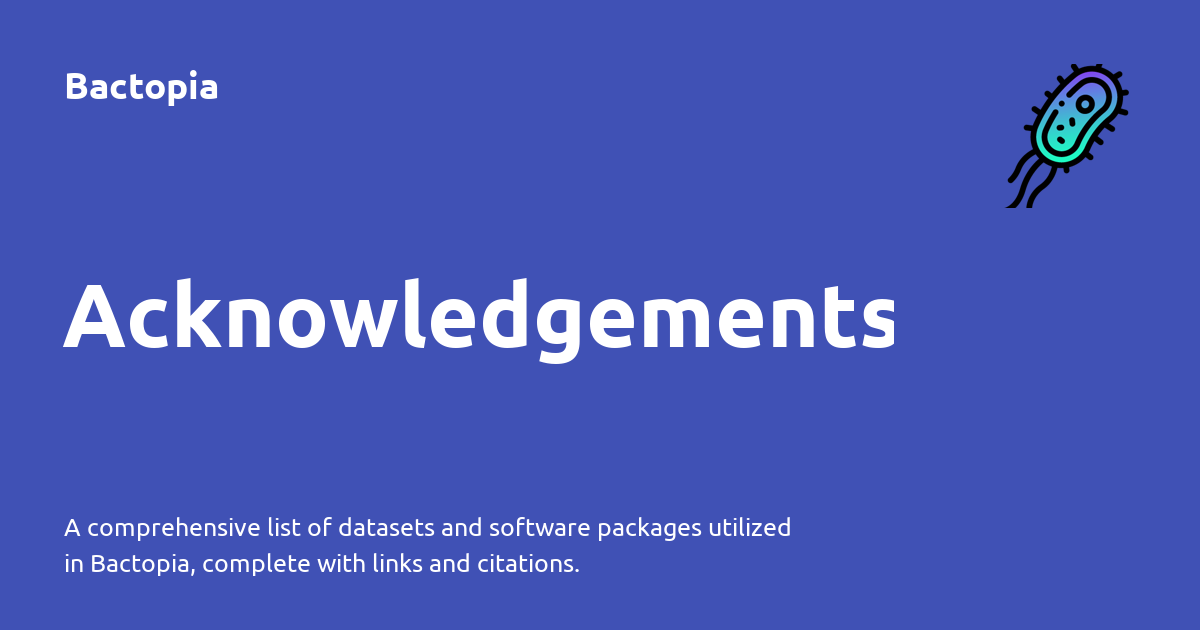 Bactopia
Acknowledgements
A comprehensive list of datasets and software packages utilized
in Bactopia, complete with links and citations.